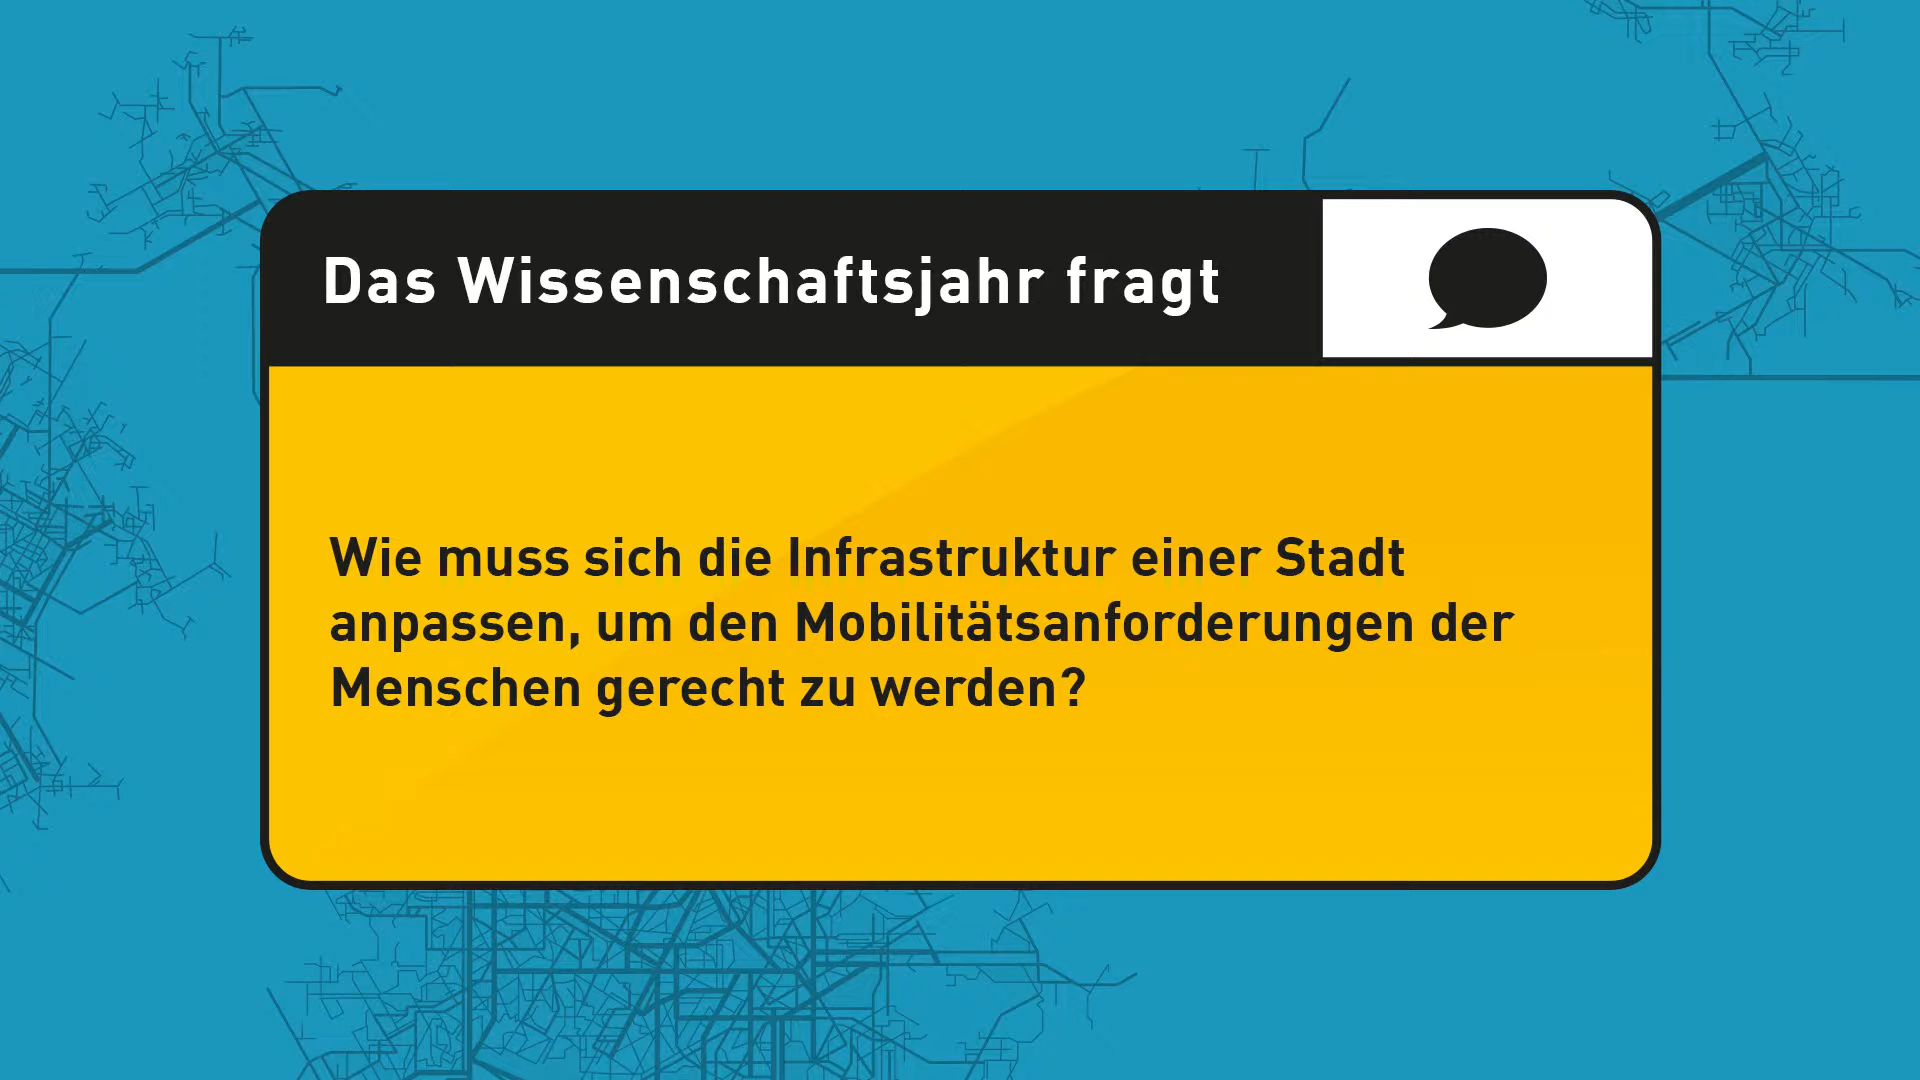 Das Wissenschaftsjahr fragt
Wie muss sich die Infrastruktur einer Stadt
anpassen, um den Mobilitätsanforderungen der
Menschen gerecht zu werden?